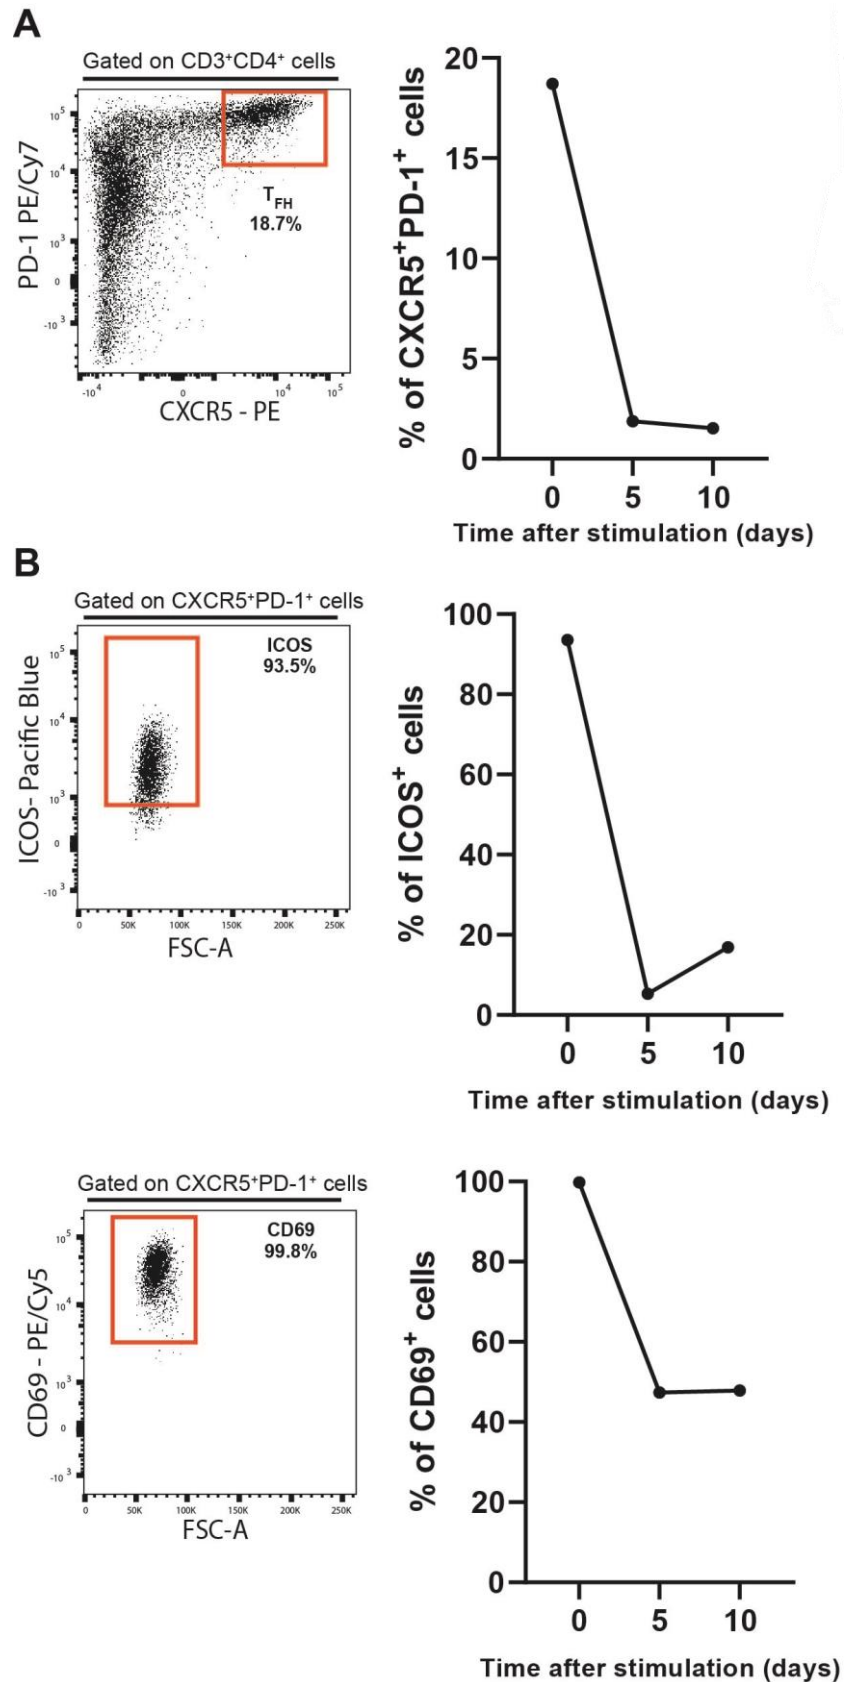 A
Gated on CD3⁺CD4⁺ cells
PD-1 PE/Cy7
10⁵
10⁴
10³
0
-10³
T_FH
18.7%
-10⁴ 0 10⁴ 10⁵
CXCR5 - PE
% of CXCR5⁺PD-1⁺ cells
20
15
10
5
0
0 5 10
Time after stimulation (days)
B
Gated on CXCR5⁺PD-1⁺ cells
ICOS- Pacific Blue
10⁵
10⁴
10³
0
-10³
ICOS
93.5%
0 50K 100K 150K 200K 250K
FSC-A
% of ICOS⁺ cells
100
80
60
40
20
0
0 5 10
Time after stimulation (days)
Gated on CXCR5⁺PD-1⁺ cells
CD69 - PE/Cy5
10⁵
10⁴
10³
0
-10³
CD69
99.8%
0 50K 100K 150K 200K 250K
FSC-A
% of CD69⁺ cells
100
80
60
40
20
0
0 5 10
Time after stimulation (days)